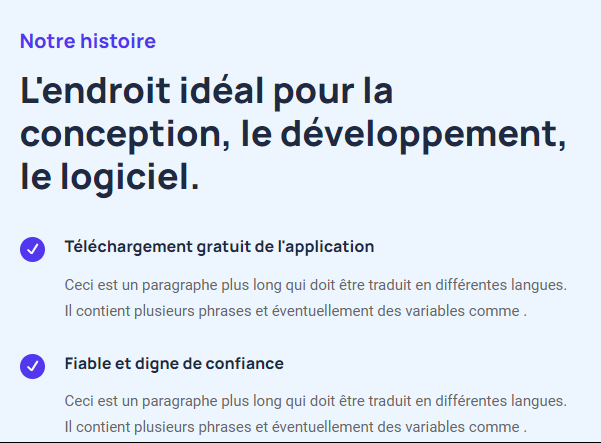 Notre histoire
L'endroit idéal pour la
conception, le développement,
le logiciel.
Téléchargement gratuit de l'application
Ceci est un paragraphe plus long qui doit être traduit en différentes langues.
Il contient plusieurs phrases et éventuellement des variables comme .
Fiable et digne de confiance
Ceci est un paragraphe plus long qui doit être traduit en différentes langues.
Il contient plusieurs phrases et éventuellement des variables comme .